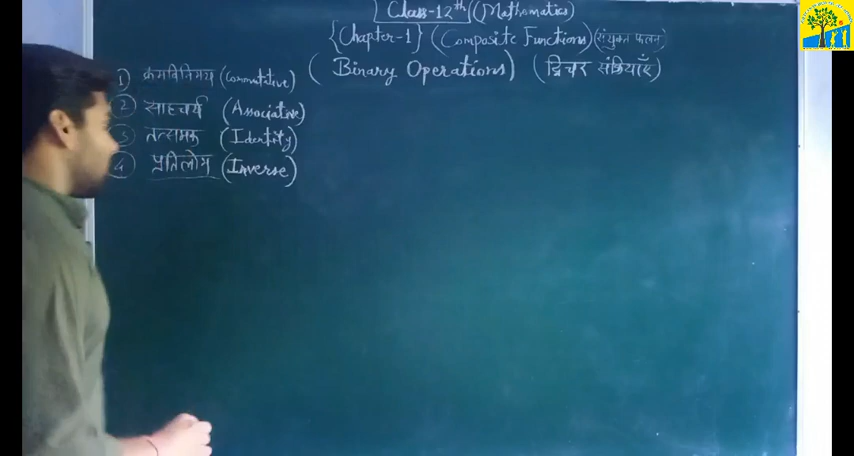 Class-12th (Mathematics)
{Chapter-1} (Composite Functions) (संयुक्त फलन)
(Binary Operations) (द्विचर संक्रियाएँ)
1) क्रमविनिमय (Commutative)
2) साहचर्य (Associative)
3) तत्समक (Identity)
4) प्रतिलोम (Inverse)